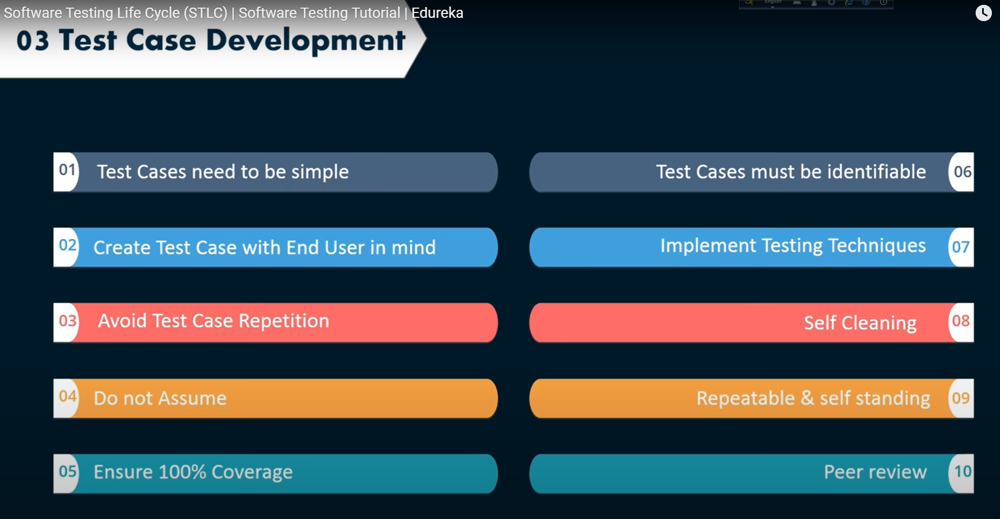 Software Testing Life Cycle (STLC) | Software Testing Tutorial | Edureka
English
03 Test Case Development
01 Test Cases need to be simple
02 Create Test Case with End User in mind
03 Avoid Test Case Repetition
04 Do not Assume
05 Ensure 100% Coverage
Test Cases must be identifiable 06
Implement Testing Techniques 07
Self Cleaning 08
Repeatable & self standing 09
Peer review 10